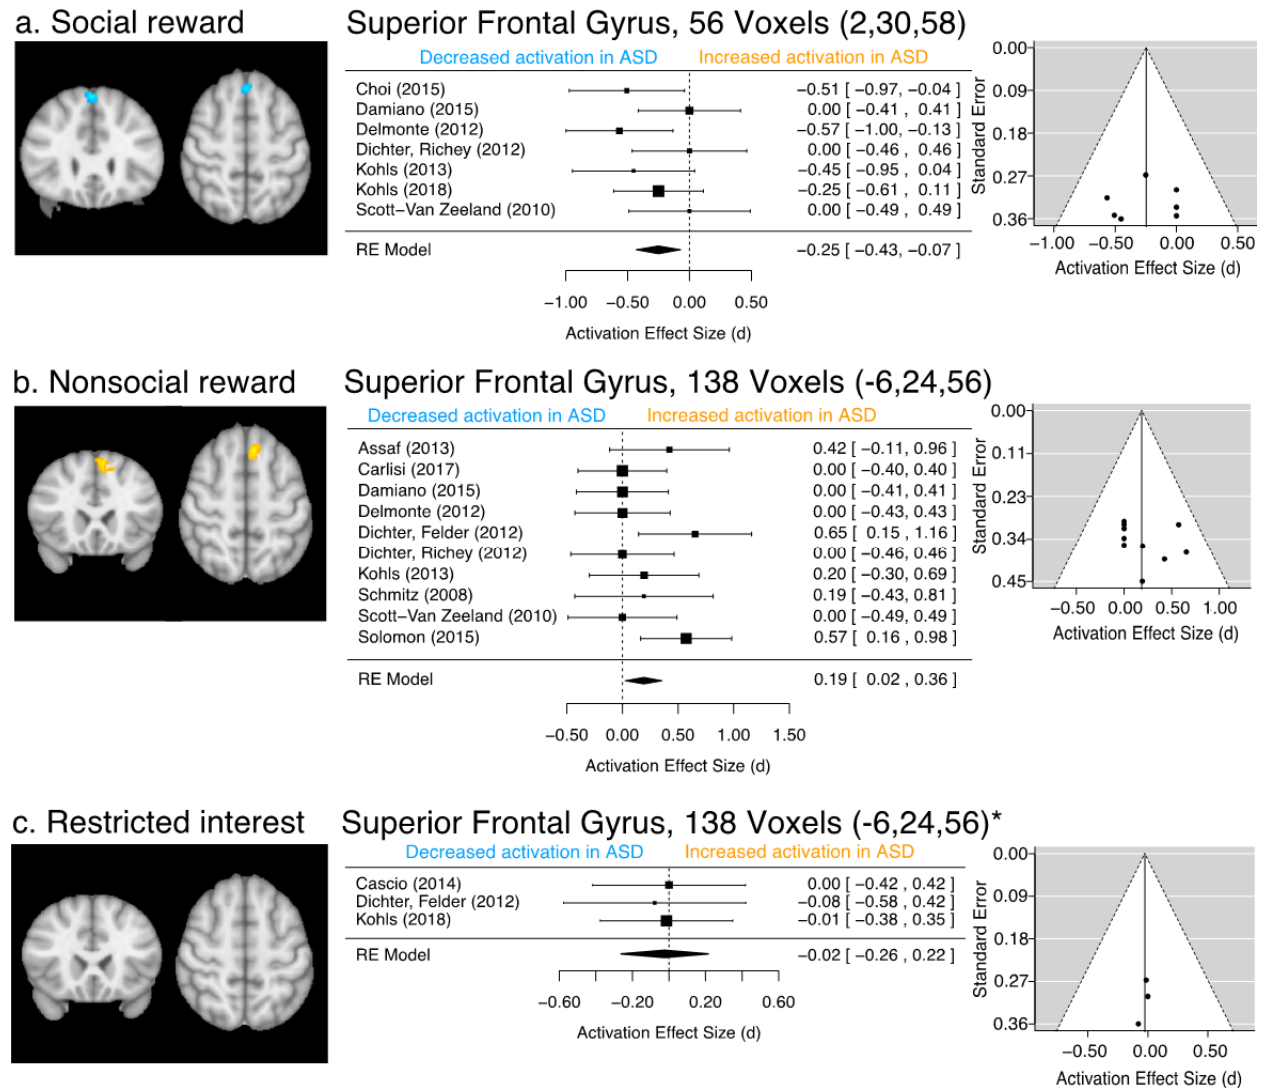 a. Social reward
Superior Frontal Gyrus, 56 Voxels (2,30,58)
Decreased activation in ASD Increased activation in ASD
Choi (2015) −0.51 [ −0.97, −0.04 ]
Damiano (2015) 0.00 [ −0.41 , 0.41 ]
Delmonte (2012) −0.57 [ −1.00, −0.13 ]
Dichter, Richey (2012) 0.00 [ −0.46 , 0.46 ]
Kohls (2013) −0.45 [ −0.95 , 0.04 ]
Kohls (2018) −0.25 [ −0.61 , 0.11 ]
Scott−Van Zeeland (2010) 0.00 [ −0.49 , 0.49 ]
RE Model −0.25 [ −0.43, −0.07 ]
−1.00 −0.50 0.00 0.50
Activation Effect Size (d)
Standard Error
0.00
0.09
0.18
0.27
0.36
−1.00 −0.50 0.00 0.50
Activation Effect Size (d)
b. Nonsocial reward
Superior Frontal Gyrus, 138 Voxels (-6,24,56)
Decreased activation in ASD Increased activation in ASD
Assaf (2013) 0.42 [ −0.11, 0.96 ]
Carlisi (2017) 0.00 [ −0.40, 0.40 ]
Damiano (2015) 0.00 [ −0.41, 0.41 ]
Delmonte (2012) 0.00 [ −0.43, 0.43 ]
Dichter, Felder (2012) 0.65 [ 0.15 , 1.16 ]
Dichter, Richey (2012) 0.00 [ −0.46, 0.46 ]
Kohls (2013) 0.20 [ −0.30, 0.69 ]
Schmitz (2008) 0.19 [ −0.43, 0.81 ]
Scott−Van Zeeland (2010) 0.00 [ −0.49, 0.49 ]
Solomon (2015) 0.57 [ 0.16 , 0.98 ]
RE Model 0.19 [ 0.02 , 0.36 ]
−0.50 0.00 0.50 1.00 1.50
Activation Effect Size (d)
Standard Error
0.00
0.11
0.23
0.34
0.45
−0.50 0.00 0.50 1.00
Activation Effect Size (d)
c. Restricted interest
Superior Frontal Gyrus, 138 Voxels (-6,24,56)*
Decreased activation in ASD Increased activation in ASD
Cascio (2014) 0.00 [ −0.42 , 0.42 ]
Dichter, Felder (2012) −0.08 [ −0.58 , 0.42 ]
Kohls (2018) −0.01 [ −0.38 , 0.35 ]
RE Model −0.02 [ −0.26 , 0.22 ]
−0.60 −0.20 0.20 0.60
Activation Effect Size (d)
Standard Error
0.00
0.09
0.18
0.27
0.36
−0.50 0.00 0.50
Activation Effect Size (d)